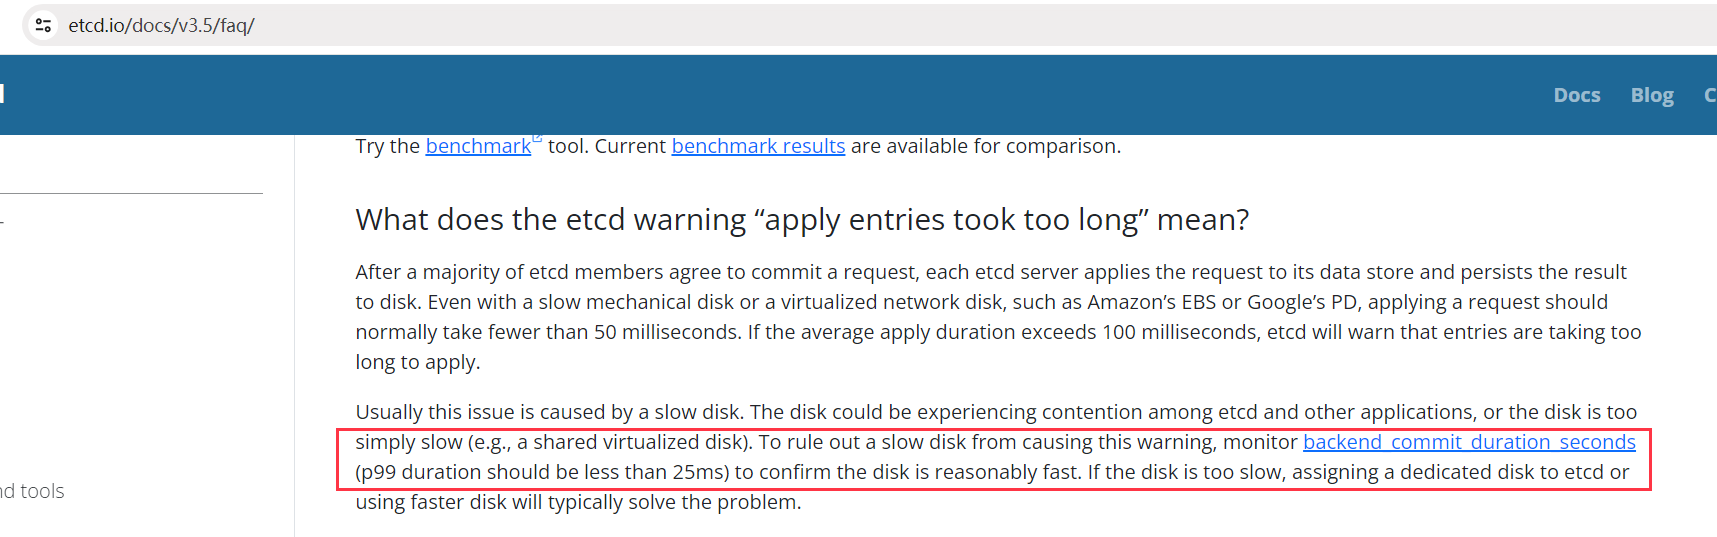 etcd.io/docs/v3.5/faq/
Docs Blog
Try the benchmark tool. Current benchmark results are available for comparison.
What does the etcd warning “apply entries took too long” mean?
After a majority of etcd members agree to commit a request, each etcd server applies the request to its data store and persists the result
to disk. Even with a slow mechanical disk or a virtualized network disk, such as Amazon’s EBS or Google’s PD, applying a request should
normally take fewer than 50 milliseconds. If the average apply duration exceeds 100 milliseconds, etcd will warn that entries are taking too
long to apply.
Usually this issue is caused by a slow disk. The disk could be experiencing contention among etcd and other applications, or the disk is too
simply slow (e.g., a shared virtualized disk). To rule out a slow disk from causing this warning, monitor backend_commit_duration_seconds
(p99 duration should be less than 25ms) to confirm the disk is reasonably fast. If the disk is too slow, assigning a dedicated disk to etcd or
using faster disk will typically solve the problem.
tools